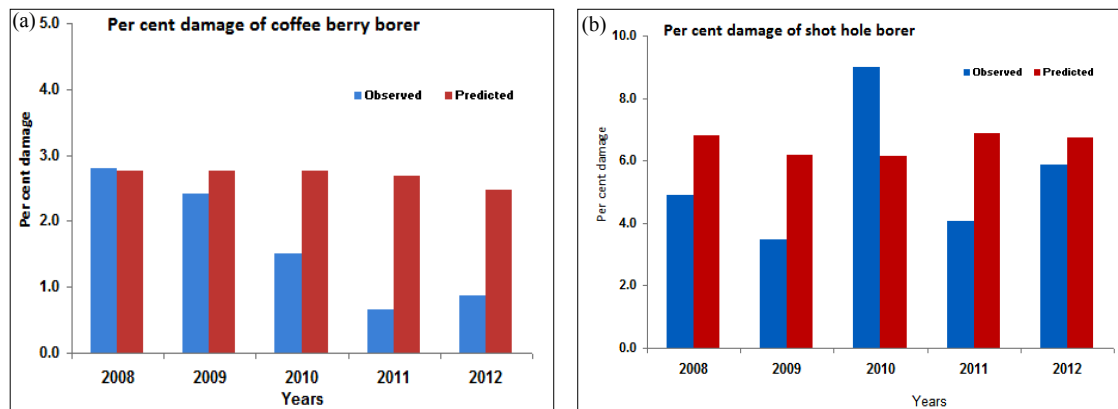 (a)
Per cent damage of coffee berry borer
Observed Predicted
Per cent damage
5.0
4.0
3.0
2.0
1.0
0.0
2008 2009 2010 2011 2012
Years
(b)
Per cent damage of shot hole borer
Observed Predicted
Per cent damage
10.0
8.0
6.0
4.0
2.0
0.0
2008 2009 2010 2011 2012
Years